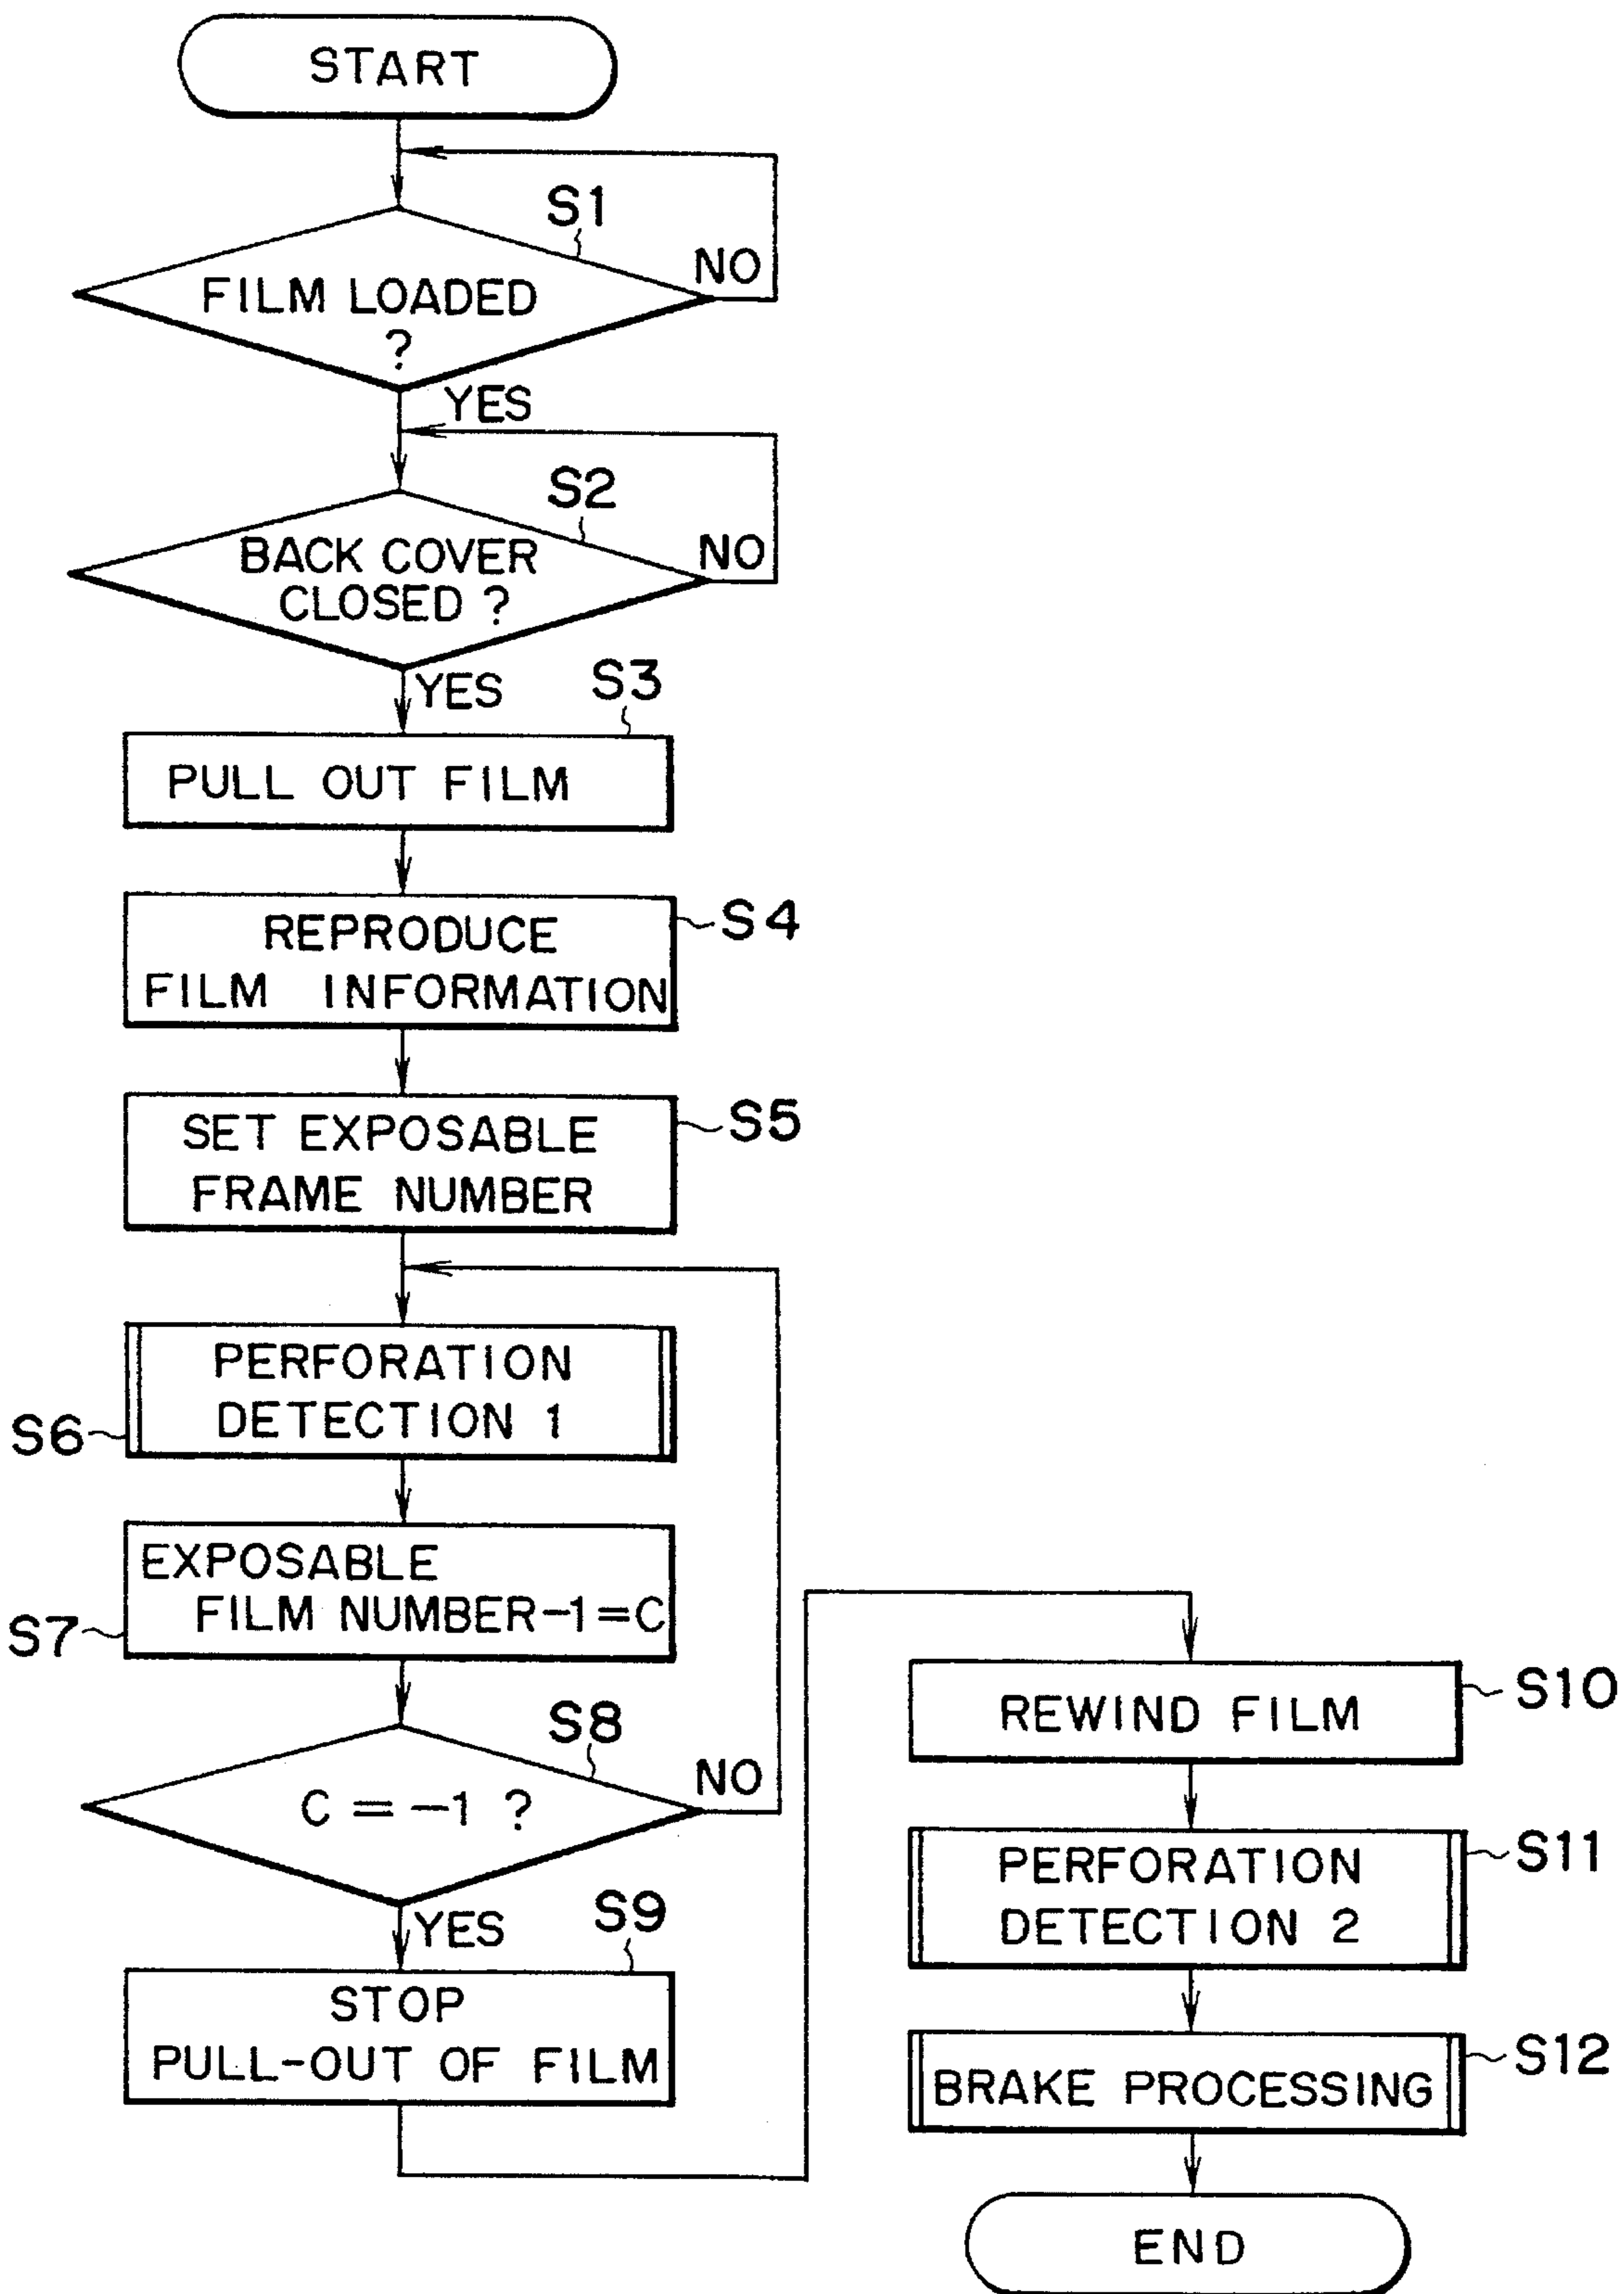 START
S1
NO
FILM LOADED
?
YES
S2
NO
BACK COVER
CLOSED ?
YES
S3
PULL OUT FILM
S4
REPRODUCE
FILM INFORMATION
S5
SET EXPOSABLE
FRAME NUMBER
PERFORATION
DETECTION 1
S6
EXPOSABLE
FILM NUMBER-1=C
S7
S8
NO
C = -1 ?
YES
S9
STOP
PULL-OUT OF FILM
S10
REWIND FILM
S11
PERFORATION
DETECTION 2
S12
BRAKE PROCESSING
END